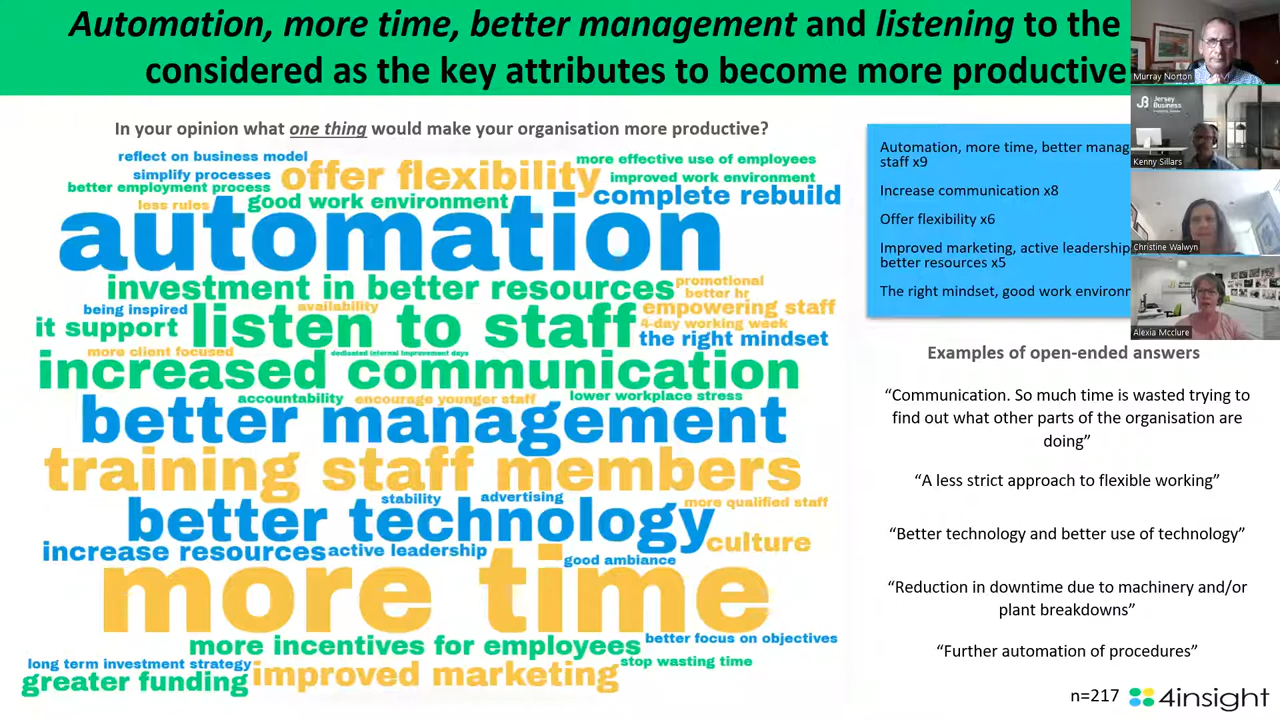 Automation, more time, better management and listening to the
considered as the key attributes to become more productive
In your opinion what one thing would make your organisation more productive?
reflect on business model
simplify processes
better employment process
less rules
offer flexibility
more effective use of employees
improved work environment
good work environment
complete rebuild
automation
investment in better resources
promotional
better hr
being inspired
availability
empowering staff
it support
listen to staff
4-day working week
the right mindset
more client focused
dedicated internal improvement days
increased communication
accountability
encourage younger staff
lower workplace stress
better management
training staff members
stability
advertising
more qualified staff
better technology
culture
increase resources
active leadership
good ambiance
more time
more incentives for employees
better focus on objectives
long term investment strategy
stop wasting time
greater funding
improved marketing
Automation, more time, better manag
staff x9
Increase communication x8
Offer flexibility x6
Improved marketing, active leadership
better resources x5
The right mindset, good work environ
Examples of open-ended answers
“Communication. So much time is wasted trying to
find out what other parts of the organisation are
doing”
“A less strict approach to flexible working”
“Better technology and better use of technology”
“Reduction in downtime due to machinery and/or
plant breakdowns”
“Further automation of procedures”
n=217
4insight
Murray Norton
JB Jersey
Business
Kenny Sillars
Christine Walwyn
Alexia Mcclure